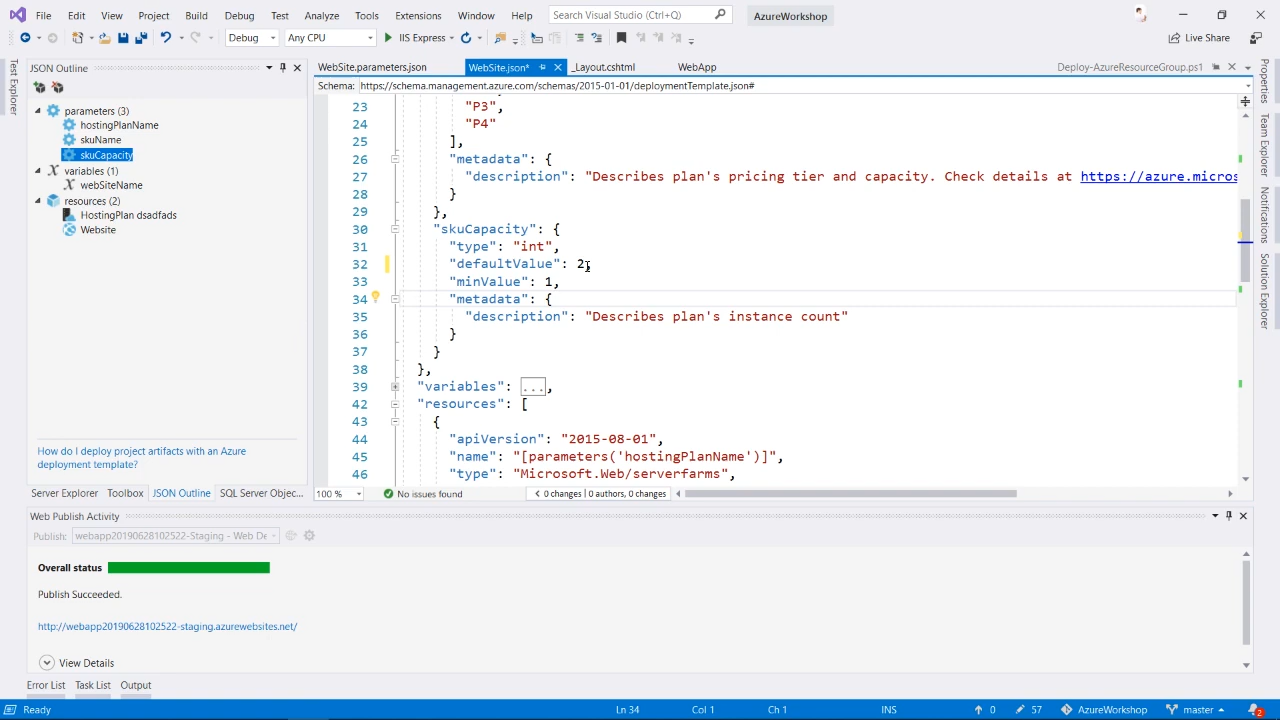 File Edit View Project Build Debug Test Analyze Tools Extensions Window Help Search Visual Studio (Ctrl+Q) AzureWorkshop
Debug Any CPU IIS Express Live Share
Test Explorer
JSON Outline
parameters (3)
hostingPlanName
skuName
skuCapacity
variables (1)
webSiteName
resources (2)
HostingPlan dsadfads
Website
How do I deploy project artifacts with an Azure
deployment template?
Server Explorer Toolbox JSON Outline SQL Server Objec...
WebSite.parameters.json WebSite.json* _Layout.cshtml WebApp Deploy-AzureResourceGroup.ps1
Schema: https://schema.management.azure.com/schemas/2015-01-01/deploymentTemplate.json#
23 "P3",
24 "P4"
25 ],
26 "metadata": {
27 "description": "Describes plan's pricing tier and capacity. Check details at https://azure.micros
28 }
29 },
30 "skuCapacity": {
31 "type": "int",
32 "defaultValue": 2,
33 "minValue": 1,
34 "metadata": {
35 "description": "Describes plan's instance count"
36 }
37 }
38 },
39 "variables": ...,
42 "resources": [
43 {
44 "apiVersion": "2015-08-01",
45 "name": "[parameters('hostingPlanName')]",
46 "type": "Microsoft.Web/serverfarms",
100 % No issues found 0 changes | 0 authors, 0 changes
Properties
Team Explorer
Notifications
Solution Explorer
Web Publish Activity
Publish: webapp20190628102522-Staging - Web De
Overall status
Publish Succeeded.
http://webapp20190628102522-staging.azurewebsites.net/
View Details
Error List Task List Output
Ready Ln 34 Col 1 Ch 1 INS 0 57 AzureWorkshop master 2